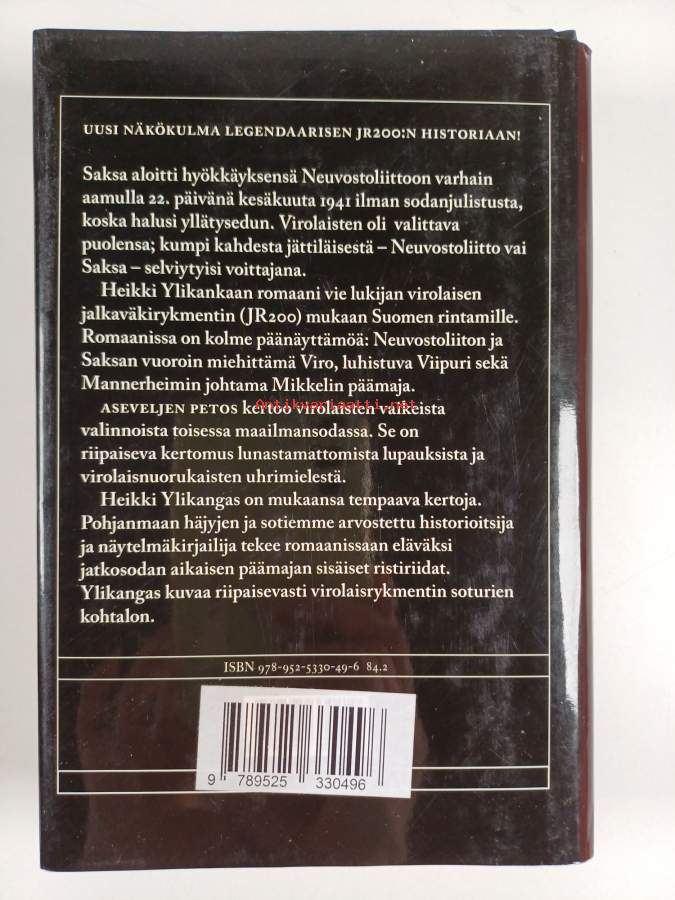 UUSI NÄKÖKULMA LEGENDAARISEN JR200:N HISTORIAAN!
Saksa aloitti hyökkäyksensä Neuvostoliittoon varhain
aamulla 22. päivänä kesäkuuta 1941 ilman sodanjulistusta,
koska halusi yllätysedun. Virolaisten oli valittava
puolensa; kumpi kahdesta jättiläisestä – Neuvostoliitto vai
Saksa – selviytyisi voittajana.
Heikki Ylikankaan romaani vie lukijan virolaisen
jalkaväkirykmentin (JR200) mukaan Suomen rintamille.
Romaanissa on kolme päänäyttämöä: Neuvostoliiton ja
Saksan vuoroin miehittämä Viro, luhistuva Viipuri sekä
Mannerheimin johtama Mikkelin päämaja.
ASEVELJEN PETOS kertoo virolaisten vaikeista
Antikvariaatti.net
valinnoista toisessa maailmansodassa. Se on
riipaiseva kertomus lunastamattomista lupauksista ja
virolaisnuorukaisten uhrimielestä.
Heikki Ylikangas on mukaansa tempaava kertoja.
Pohjanmaan häjyjen ja sotiemme arvostettu historioitsija
ja näytelmäkirjailija tekee romaanissaan eläväksi
jatkosodan aikaisen päämajan sisäiset ristiriidat.
Ylikangas kuvaa riipaisevasti virolaisrykmentin soturien
kohtalon.
ISBN 978-952-5330-49-6 84.2
9 789525 330496